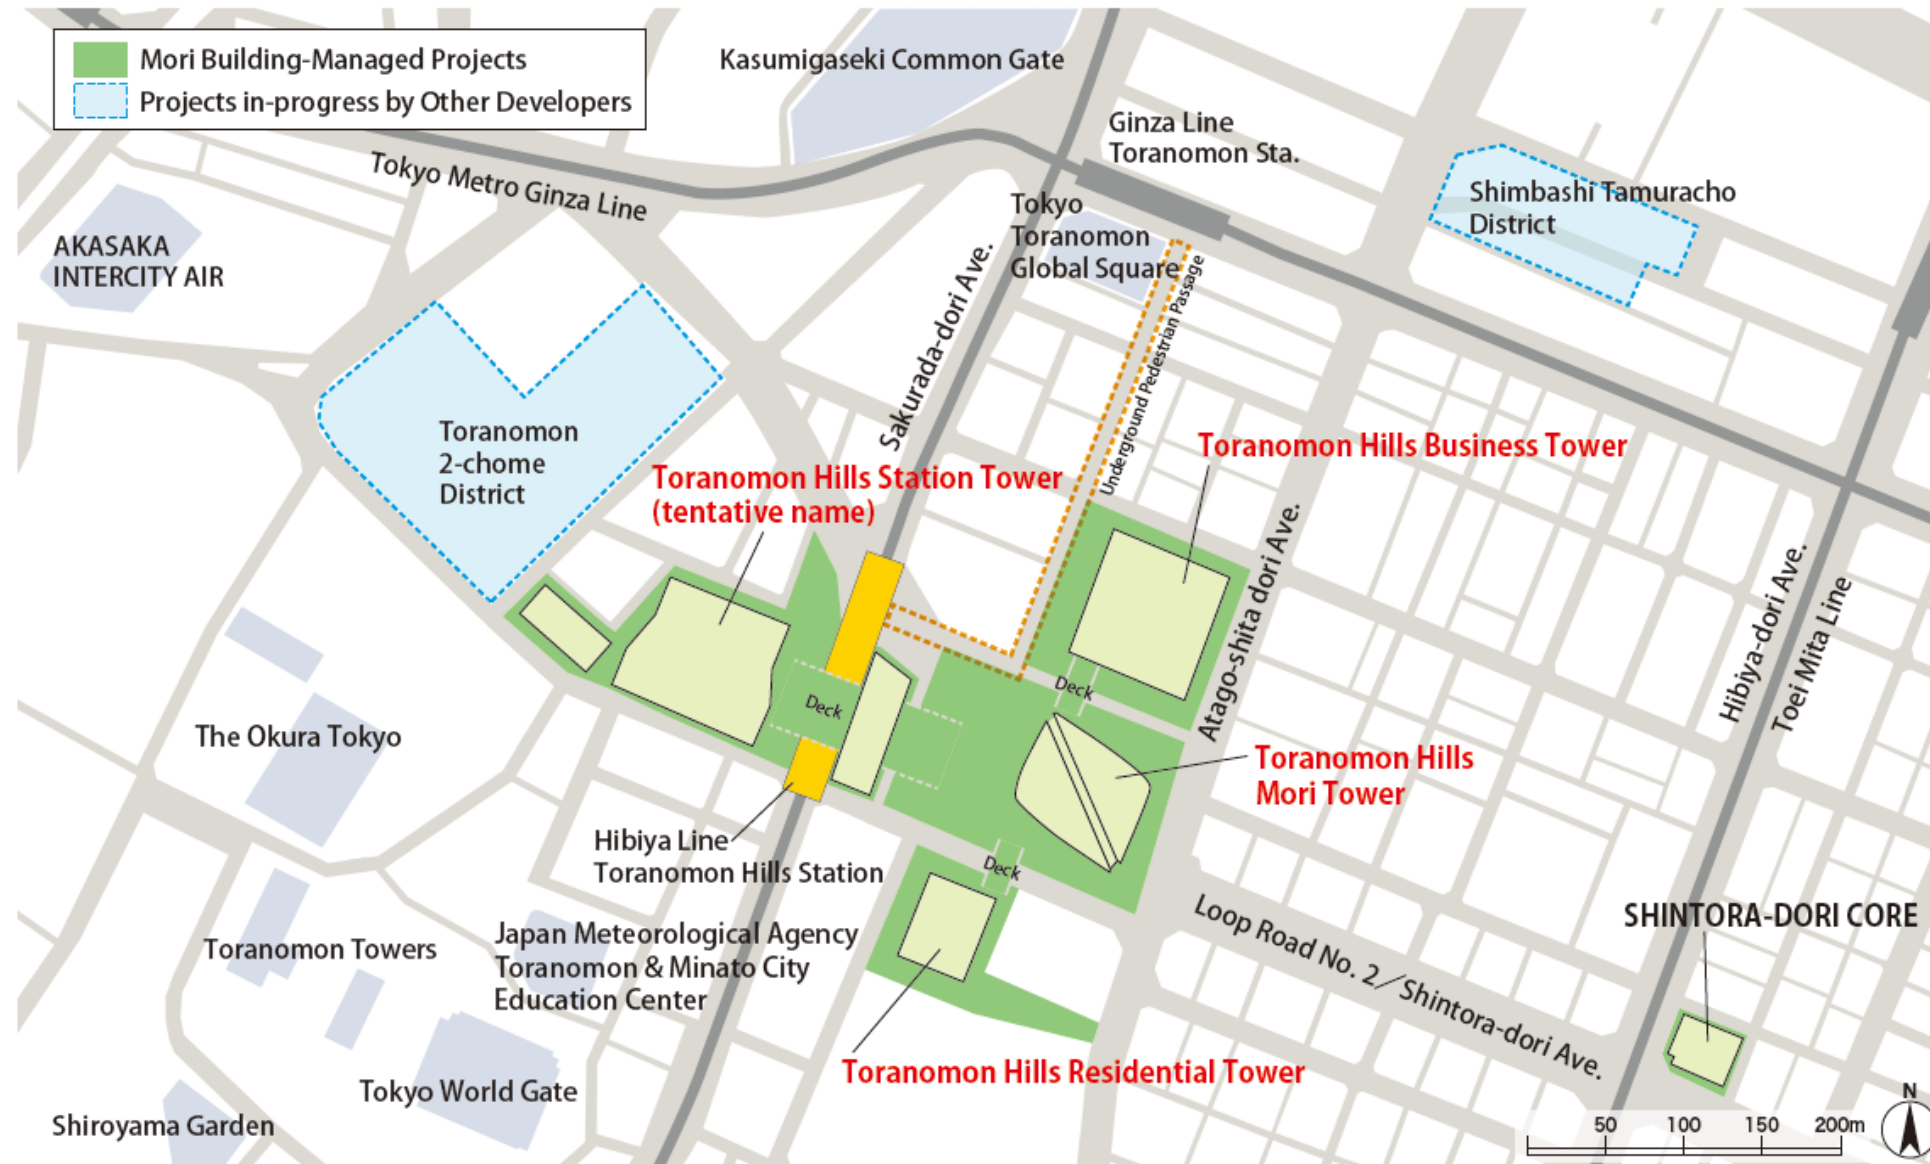 Mori Building-Managed Projects
Projects in-progress by Other Developers
Kasumigaseki Common Gate
Ginza Line
Toranomon Sta.
Tokyo Metro Ginza Line
Shimbashi Tamuracho
District
Tokyo
Toranomon
Global Square
AKASAKA
INTERCITY AIR
Sakurada-dori Ave.
Underground Pedestrian Passage
Toranomon
2-chome
District
Toranomon Hills Business Tower
Toranomon Hills Station Tower
(tentative name)
Atago-shita dori Ave.
Hibiya-dori Ave.
Toei Mita Line
Deck
Deck
The Okura Tokyo
Toranomon Hills
Mori Tower
Hibiya Line
Toranomon Hills Station
Deck
Loop Road No. 2／Shintora-dori Ave.
SHINTORA-DORI CORE
Toranomon Towers
Japan Meteorological Agency
Toranomon & Minato City
Education Center
Toranomon Hills Residential Tower
Tokyo World Gate
Shiroyama Garden
N
50 100 150 200m